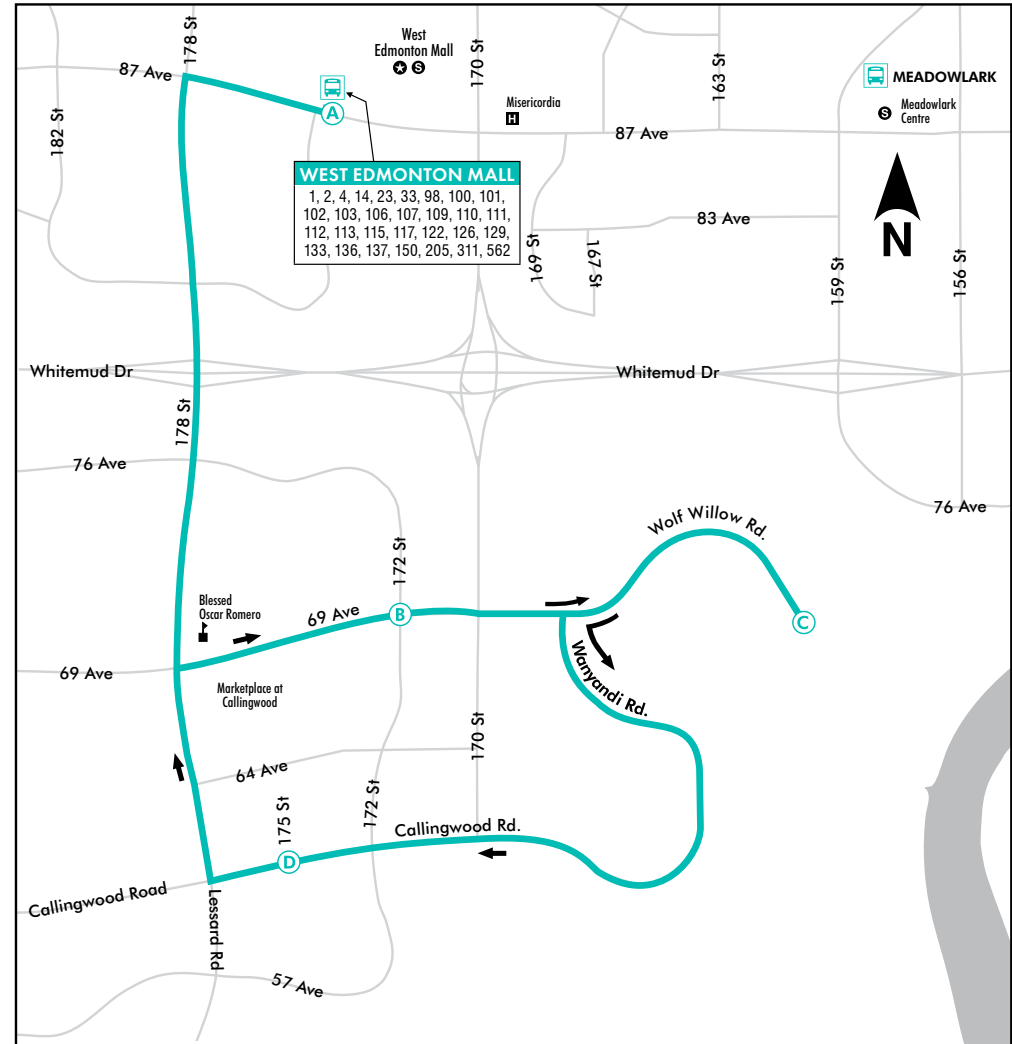 178 St
West
Edmonton Mall
S
170 St
163 St
87 Ave
MEADOWLARK
S
Meadowlark
Centre
A
Misericordia
H
182 St
87 Ave
WEST EDMONTON MALL
1, 2, 4, 14, 23, 33, 98, 100, 101,
102, 103, 106, 107, 109, 110, 111,
112, 113, 115, 117, 122, 126, 129,
133, 136, 137, 150, 205, 311, 562
83 Ave
N
169 St
167 St
159 St
156 St
Whitemud Dr
Whitemud Dr
178 St
76 Ave
76 Ave
Wolf Willow Rd.
172 St
Blessed
Oscar Romero
69 Ave
B
C
69 Ave
Wanyandi Rd.
Marketplace at
Callingwood
170 St
64 Ave
175 St
172 St
Callingwood Rd.
D
Callingwood Road
Lessard Rd
57 Ave